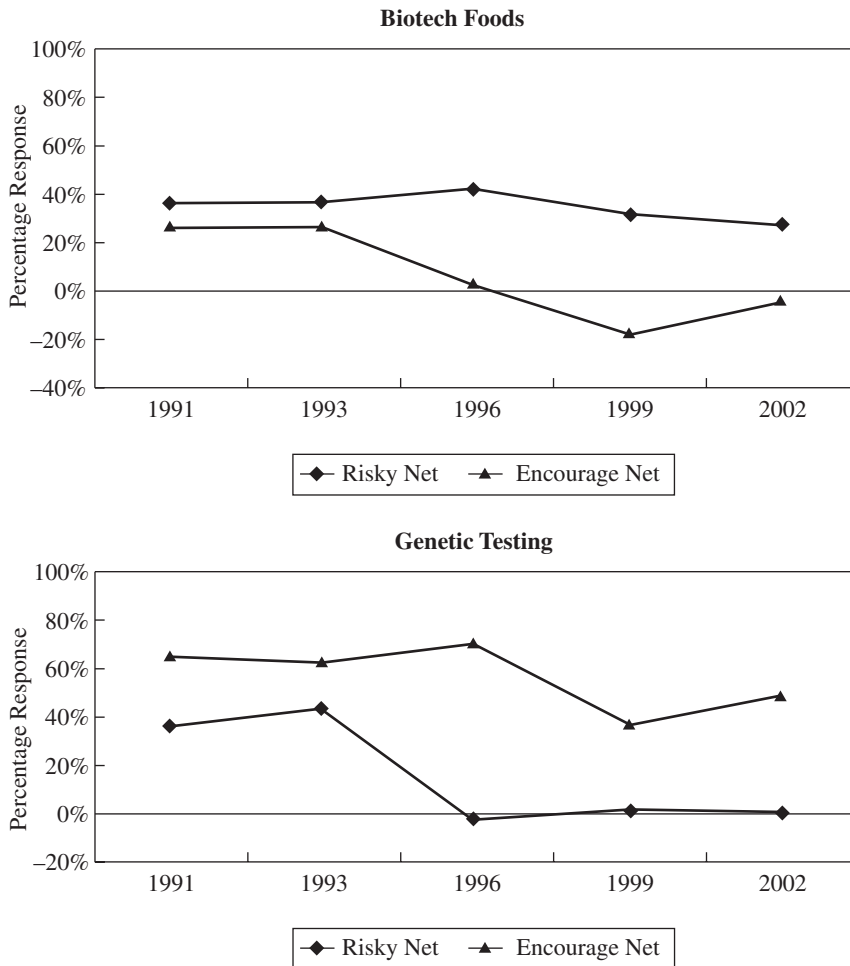 Biotech Foods
100%
80%
60%
40%
20%
0%
–20%
–40%
Percentage Response
1991 1993 1996 1999 2002
Risky Net Encourage Net
Genetic Testing
100%
80%
60%
40%
20%
0%
–20%
Percentage Response
1991 1993 1996 1999 2002
Risky Net Encourage Net